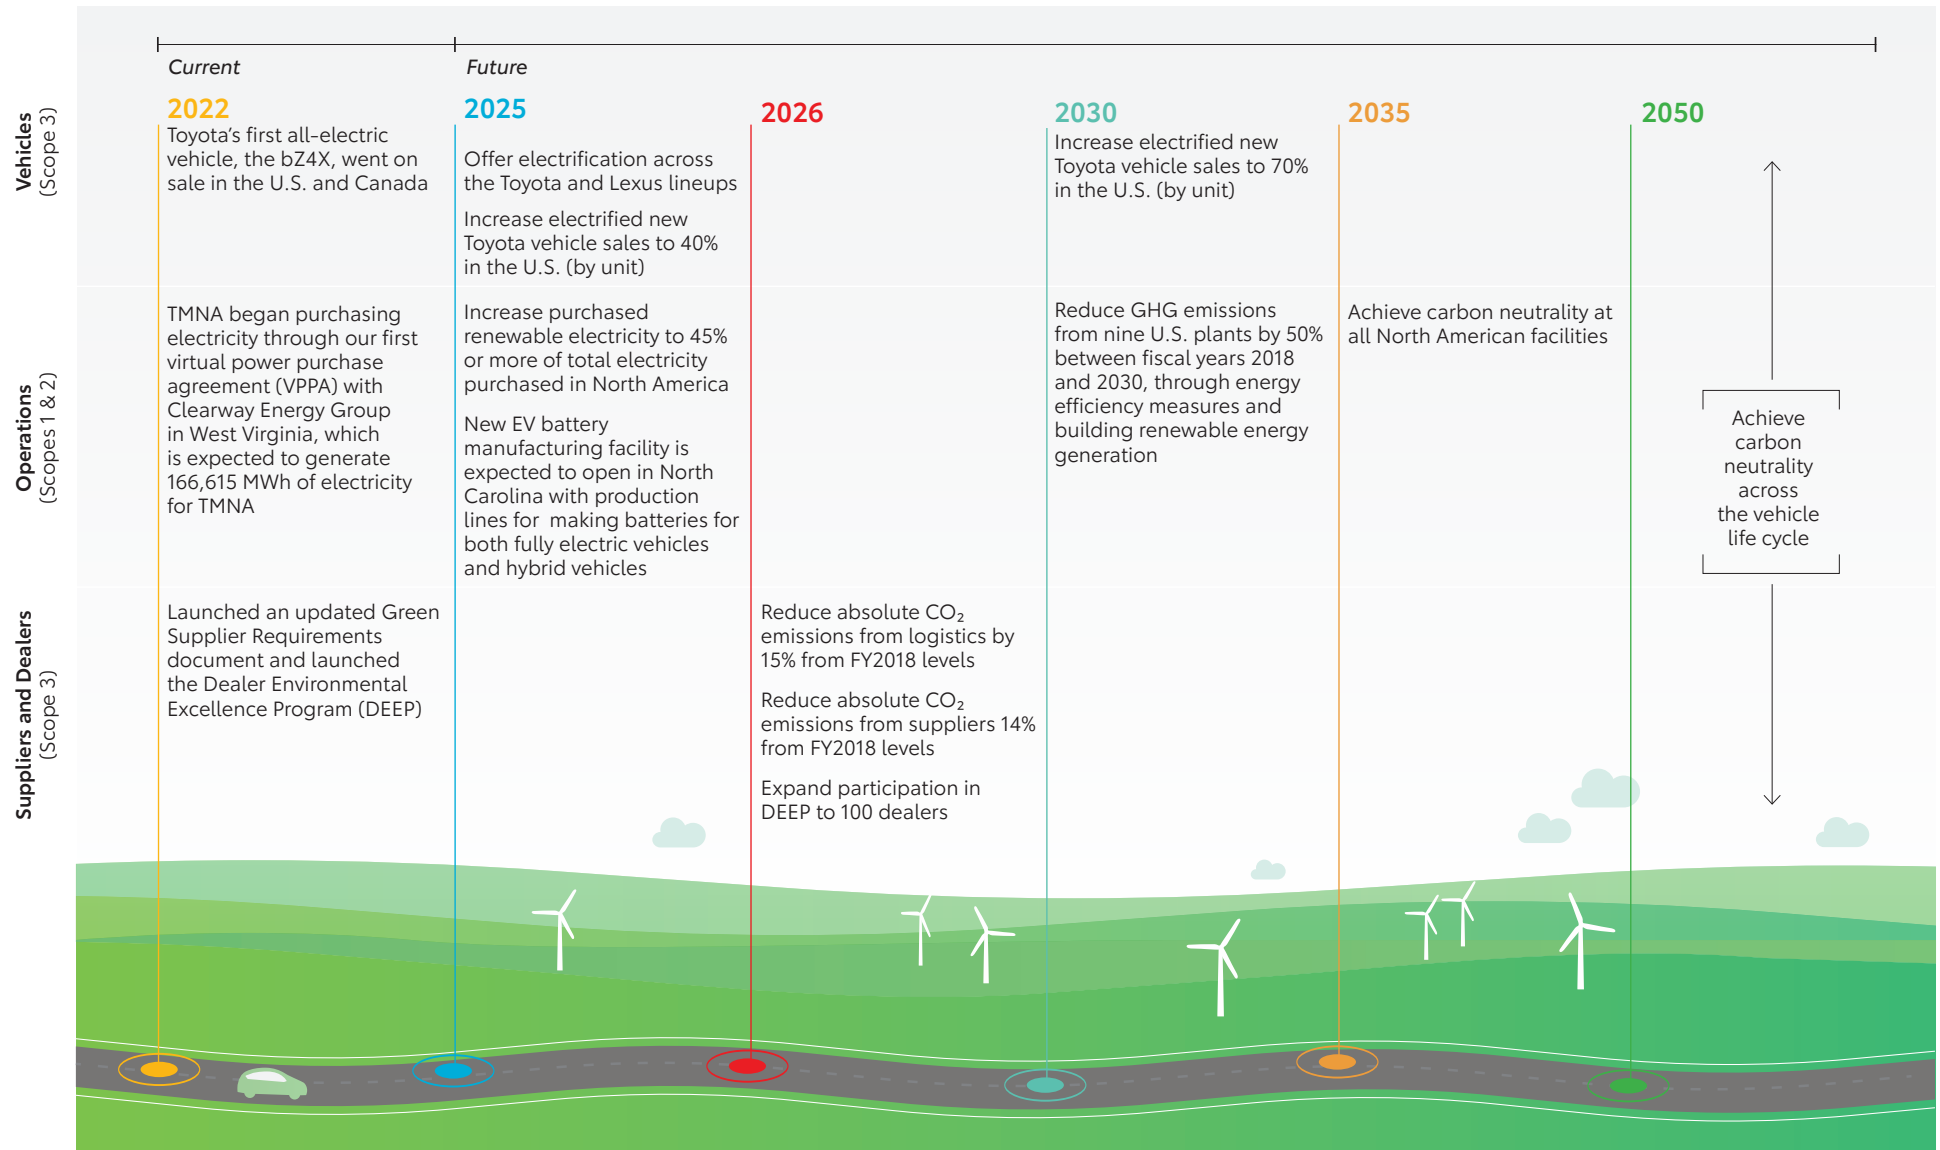 Current
Future
2022
2025
2026
2030
2035
2050
Vehicles
(Scope 3)
Toyota's first all-electric
vehicle, the bZ4X, went on
sale in the U.S. and Canada
Offer electrification across
the Toyota and Lexus lineups
Increase electrified new
Toyota vehicle sales to 40%
in the U.S. (by unit)
Increase electrified new
Toyota vehicle sales to 70%
in the U.S. (by unit)
Operations
(Scopes 1 & 2)
TMNA began purchasing
electricity through our first
virtual power purchase
agreement (VPPA) with
Clearway Energy Group
in West Virginia, which
is expected to generate
166,615 MWh of electricity
for TMNA
Increase purchased
renewable electricity to 45%
or more of total electricity
purchased in North America
New EV battery
manufacturing facility is
expected to open in North
Carolina with production
lines for making batteries for
both fully electric vehicles
and hybrid vehicles
Reduce GHG emissions
from nine U.S. plants by 50%
between fiscal years 2018
and 2030, through energy
efficiency measures and
building renewable energy
generation
Achieve carbon neutrality at
all North American facilities
Achieve
carbon
neutrality
across
the vehicle
life cycle
Suppliers and Dealers
(Scope 3)
Launched an updated Green
Supplier Requirements
document and launched
the Dealer Environmental
Excellence Program (DEEP)
Reduce absolute CO₂
emissions from logistics by
15% from FY2018 levels
Reduce absolute CO₂
emissions from suppliers 14%
from FY2018 levels
Expand participation in
DEEP to 100 dealers